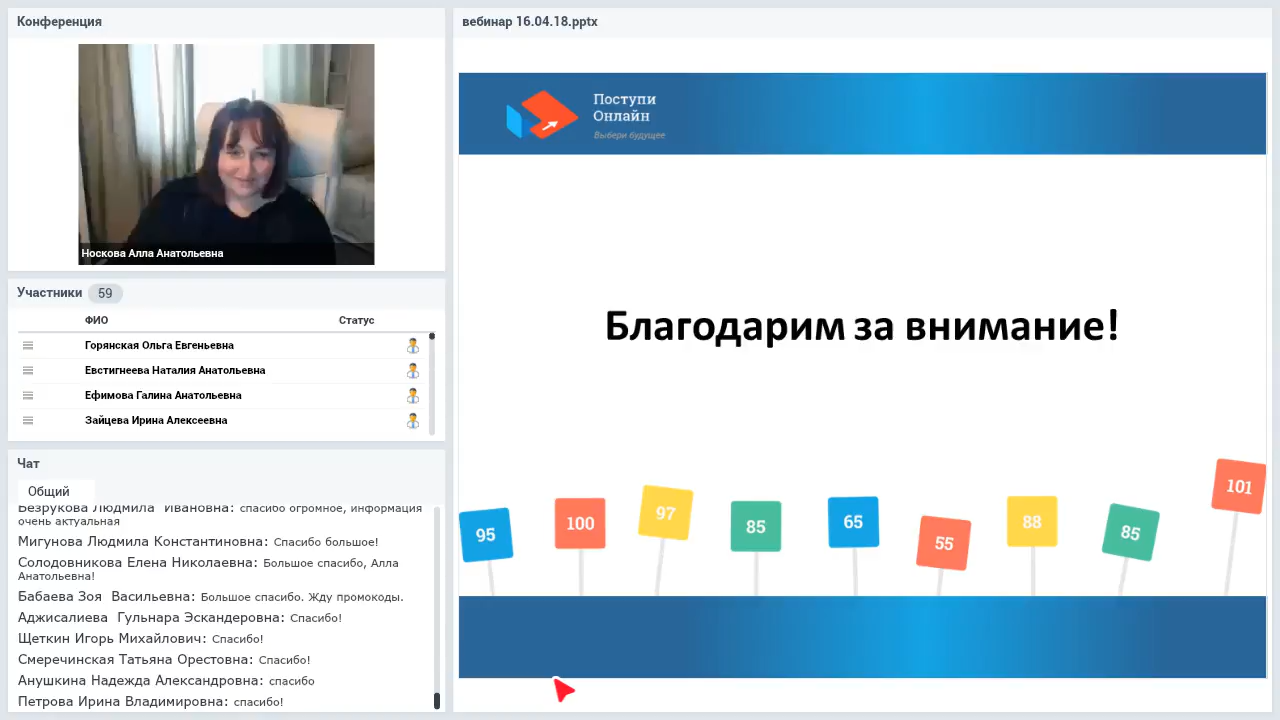 Конференция
Носкова Алла Анатольевна
Участники 59
ФИО Статус
Горянская Ольга Евгеньевна
Евстигнеева Наталия Анатольевна
Ефимова Галина Анатольевна
Зайцева Ирина Алексеевна
Чат
Общий
Безрукова Людмила Ивановна: спасибо огромное, информация
очень актуальная
Мигунова Людмила Константиновна: Спасибо большое!
Солодовникова Елена Николаевна: Большое спасибо, Алла
Анатольевна!
Бабаева Зоя Васильевна: Большое спасибо. Жду промокоды.
Аджисалиева Гульнара Эскандеровна: Спасибо!
Щеткин Игорь Михайлович: Спасибо!
Смеречинская Татьяна Орестовна: Спасибо!
Анушкина Надежда Александровна: спасибо
Петрова Ирина Владимировна: спасибо!
вебинар 16.04.18.pptx
Поступи
Онлайн
Выбери будущее
Благодарим за внимание!
95 100 97 85 65 55 88 85 101